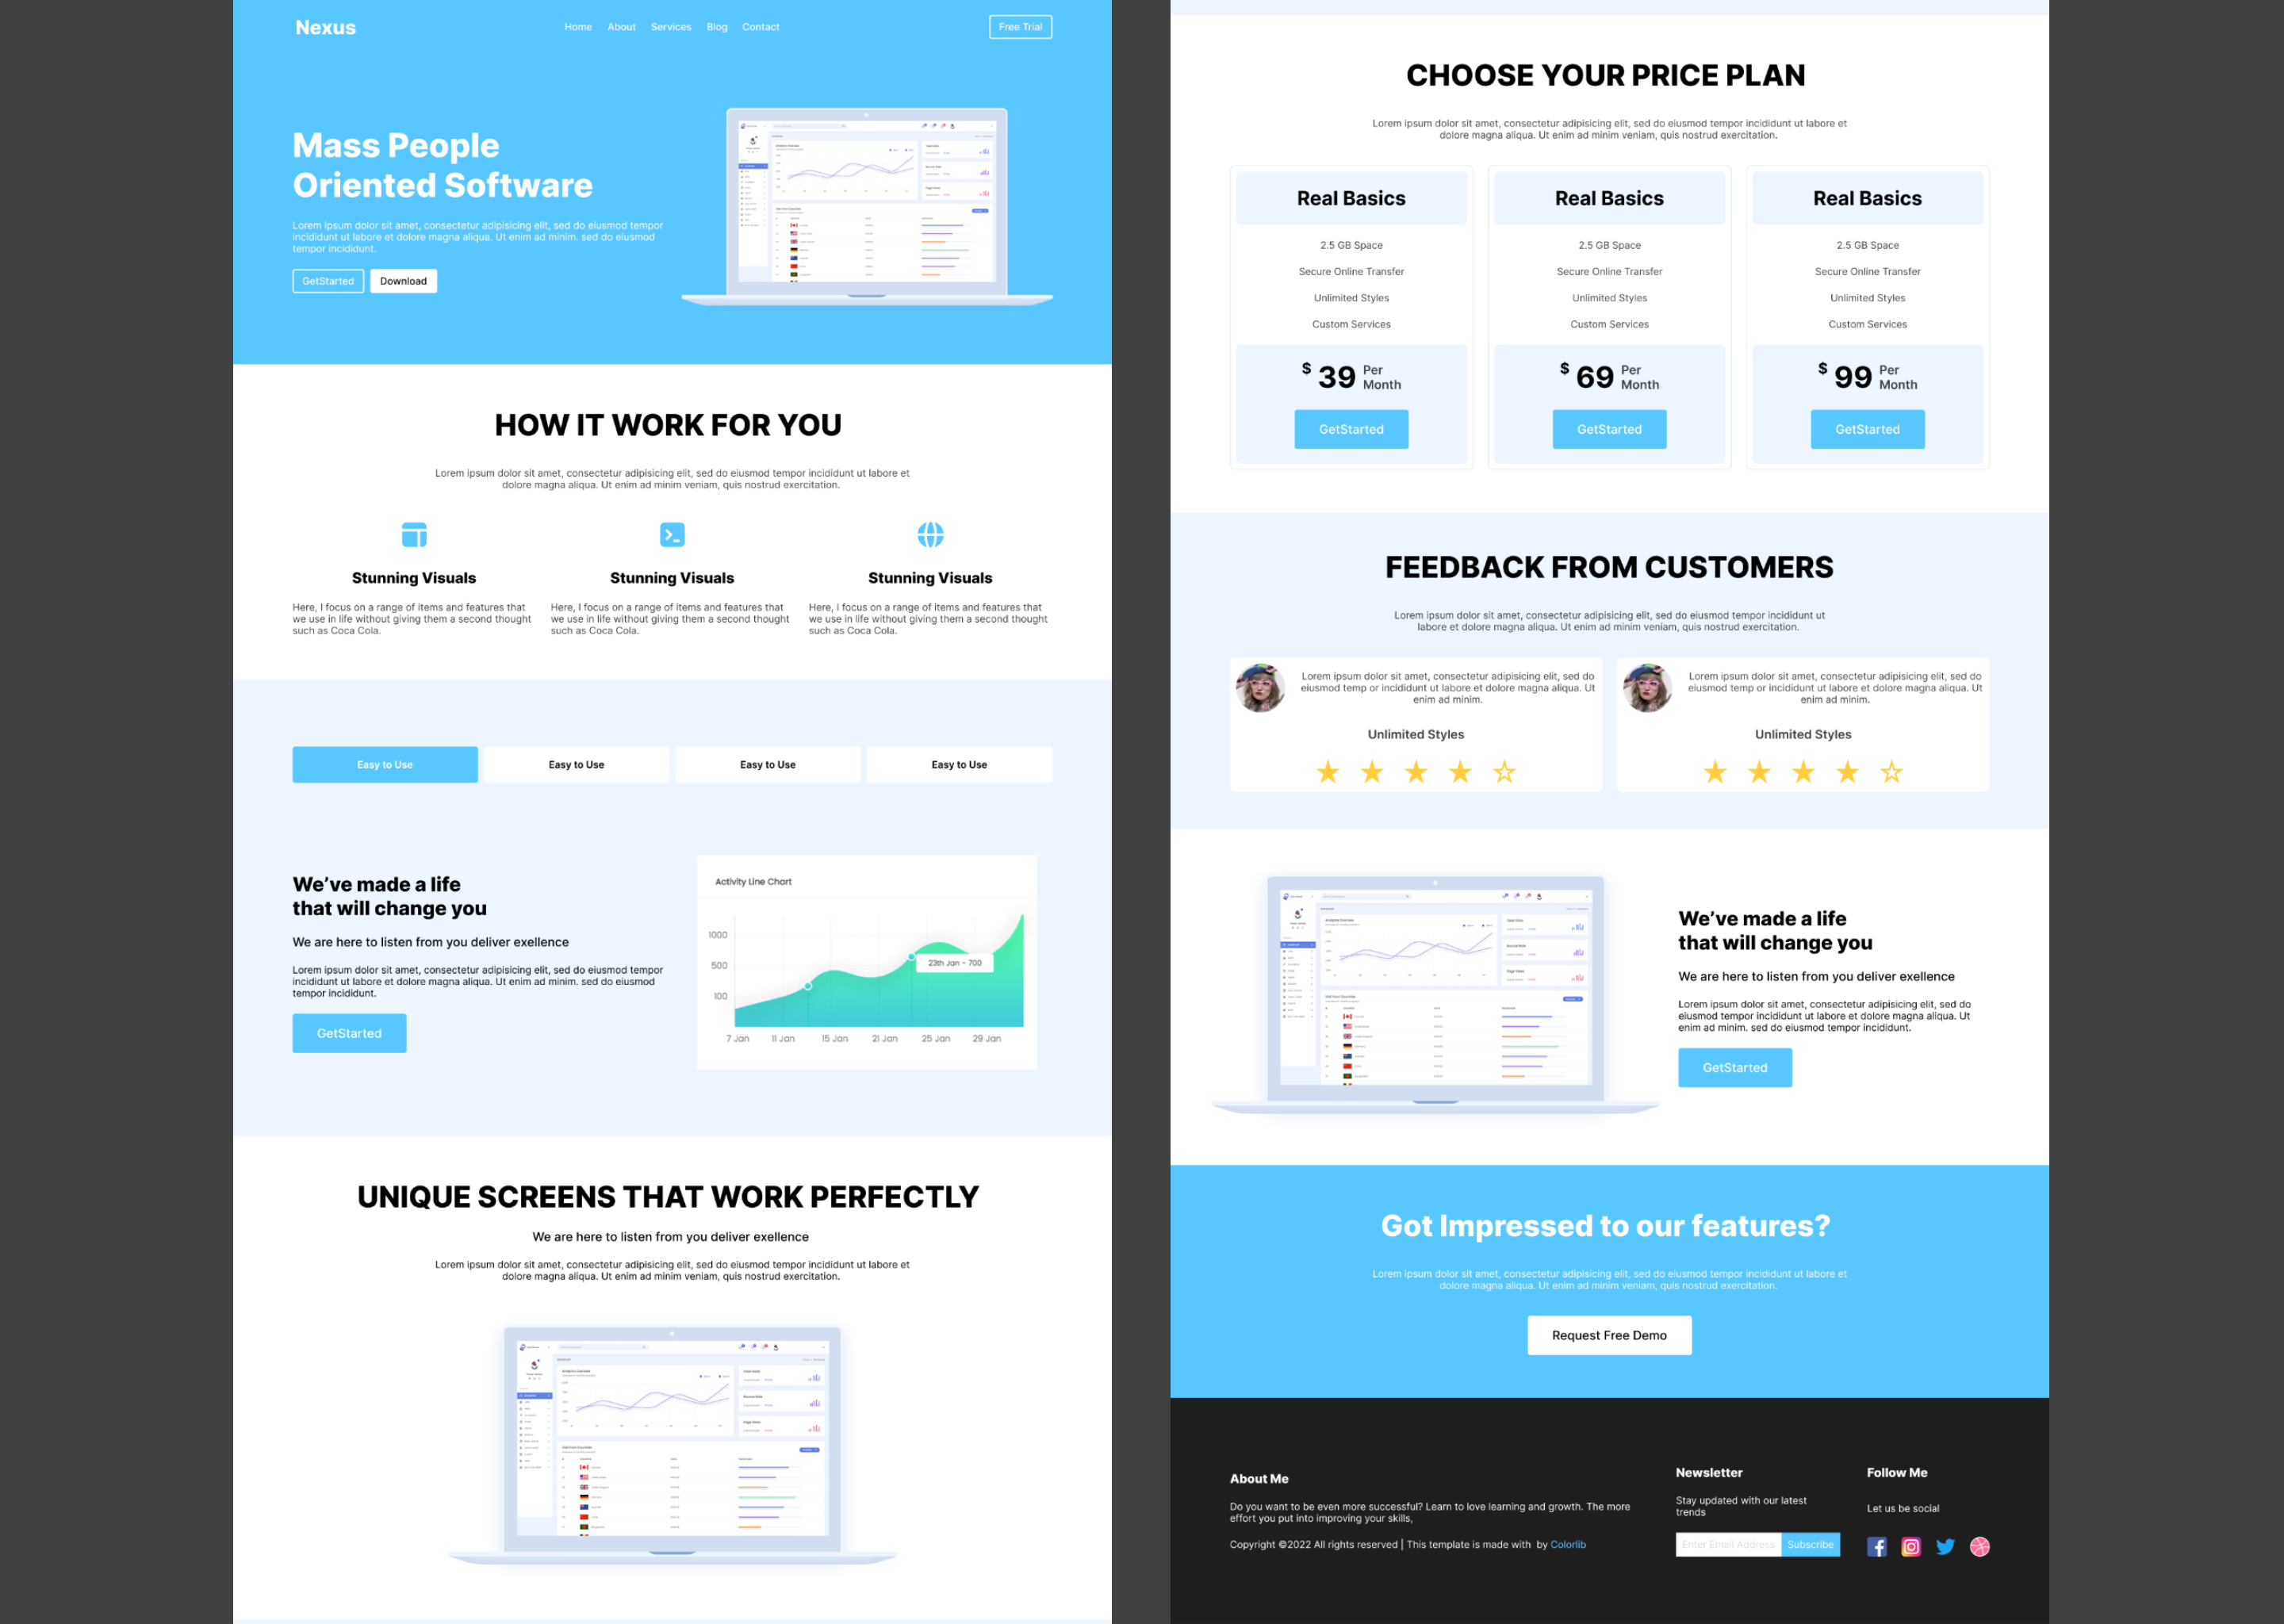 Nexus
Home About Services Blog Contact
Free Trial
Mass People
Oriented Software
Lorem ipsum dolor sit amet, consectetur adipisicing elit, sed do eiusmod tempor
incididunt ut labore et dolore magna aliqua. Ut enim ad minim. sed do eiusmod
tempor incididunt.
GetStarted Download
HOW IT WORK FOR YOU
Lorem ipsum dolor sit amet, consectetur adipisicing elit, sed do eiusmod tempor incididunt ut labore et
dolore magna aliqua. Ut enim ad minim veniam, quis nostrud exercitation.
Stunning Visuals
Here, I focus on a range of items and features that
we use in life without giving them a second thought
such as Coca Cola.
Stunning Visuals
Here, I focus on a range of items and features that
we use in life without giving them a second thought
such as Coca Cola.
Stunning Visuals
Here, I focus on a range of items and features that
we use in life without giving them a second thought
such as Coca Cola.
Easy to Use Easy to Use Easy to Use Easy to Use
We've made a life
that will change you
We are here to listen from you deliver exellence
Lorem ipsum dolor sit amet, consectetur adipisicing elit, sed do eiusmod tempor
incididunt ut labore et dolore magna aliqua. Ut enim ad minim. sed do eiusmod
tempor incididunt.
GetStarted
Activity Line Chart
1000
500
100
23th Jan - 700
7 Jan 11 Jan 15 Jan 21 Jan 25 Jan 29 Jan
UNIQUE SCREENS THAT WORK PERFECTLY
We are here to listen from you deliver exellence
Lorem ipsum dolor sit amet, consectetur adipisicing elit, sed do eiusmod tempor incididunt ut labore et
dolore magna aliqua. Ut enim ad minim veniam, quis nostrud exercitation.
CHOOSE YOUR PRICE PLAN
Lorem ipsum dolor sit amet, consectetur adipisicing elit, sed do eiusmod tempor incididunt ut labore et
dolore magna aliqua. Ut enim ad minim veniam, quis nostrud exercitation.
Real Basics
2.5 GB Space
Secure Online Transfer
Unlimited Styles
Custom Services
$ 39 Per
Month
GetStarted
Real Basics
2.5 GB Space
Secure Online Transfer
Unlimited Styles
Custom Services
$ 69 Per
Month
GetStarted
Real Basics
2.5 GB Space
Secure Online Transfer
Unlimited Styles
Custom Services
$ 99 Per
Month
GetStarted
FEEDBACK FROM CUSTOMERS
Lorem ipsum dolor sit amet, consectetur adipisicing elit, sed do eiusmod tempor incididunt ut
labore et dolore magna aliqua. Ut enim ad minim veniam, quis nostrud exercitation.
Lorem ipsum dolor sit amet, consectetur adipisicing elit, sed do
eiusmod temp or incididunt ut labore et dolore magna aliqua. Ut
enim ad minim.
Unlimited Styles
Lorem ipsum dolor sit amet, consectetur adipisicing elit, sed do
eiusmod temp or incididunt ut labore et dolore magna aliqua. Ut
enim ad minim.
Unlimited Styles
We've made a life
that will change you
We are here to listen from you deliver exellence
Lorem ipsum dolor sit amet, consectetur adipisicing elit, sed do
eiusmod tempor incididunt ut labore et dolore magna aliqua. Ut
enim ad minim. sed do eiusmod tempor incididunt.
GetStarted
Got Impressed to our features?
Lorem ipsum dolor sit amet, consectetur adipisicing elit, sed do eiusmod tempor incididunt ut labore et
dolore magna aliqua. Ut enim ad minim veniam, quis nostrud exercitation.
Request Free Demo
About Me
Do you want to be even more successful? Learn to love learning and growth. The more
effort you put into improving your skills,
Copyright ©2022 All rights reserved | This template is made with by Colorlib
Newsletter
Stay updated with our latest
trends
Enter Email Address Subscribe
Follow Me
Let us be social